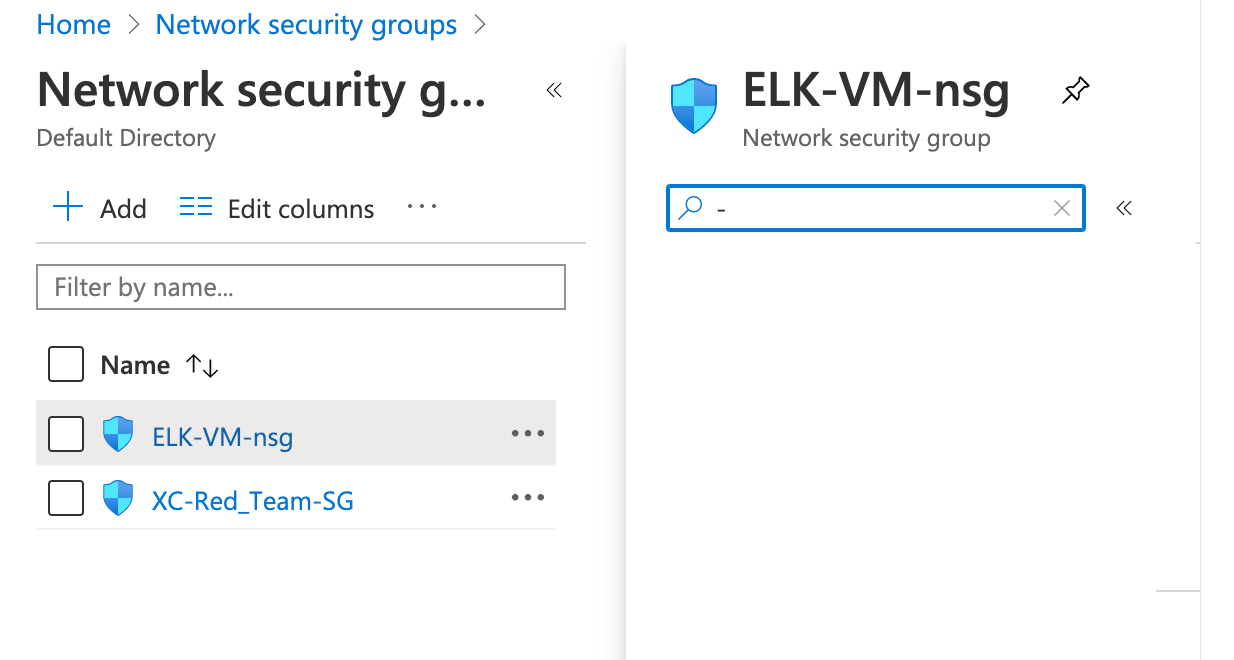 Home > Network security groups >
Network security g...
Default Directory
+ Add Edit columns ...
Filter by name...
Name ↑↓
ELK-VM-nsg ...
XC-Red_Team-SG ...
ELK-VM-nsg
Network security group
- ×
«